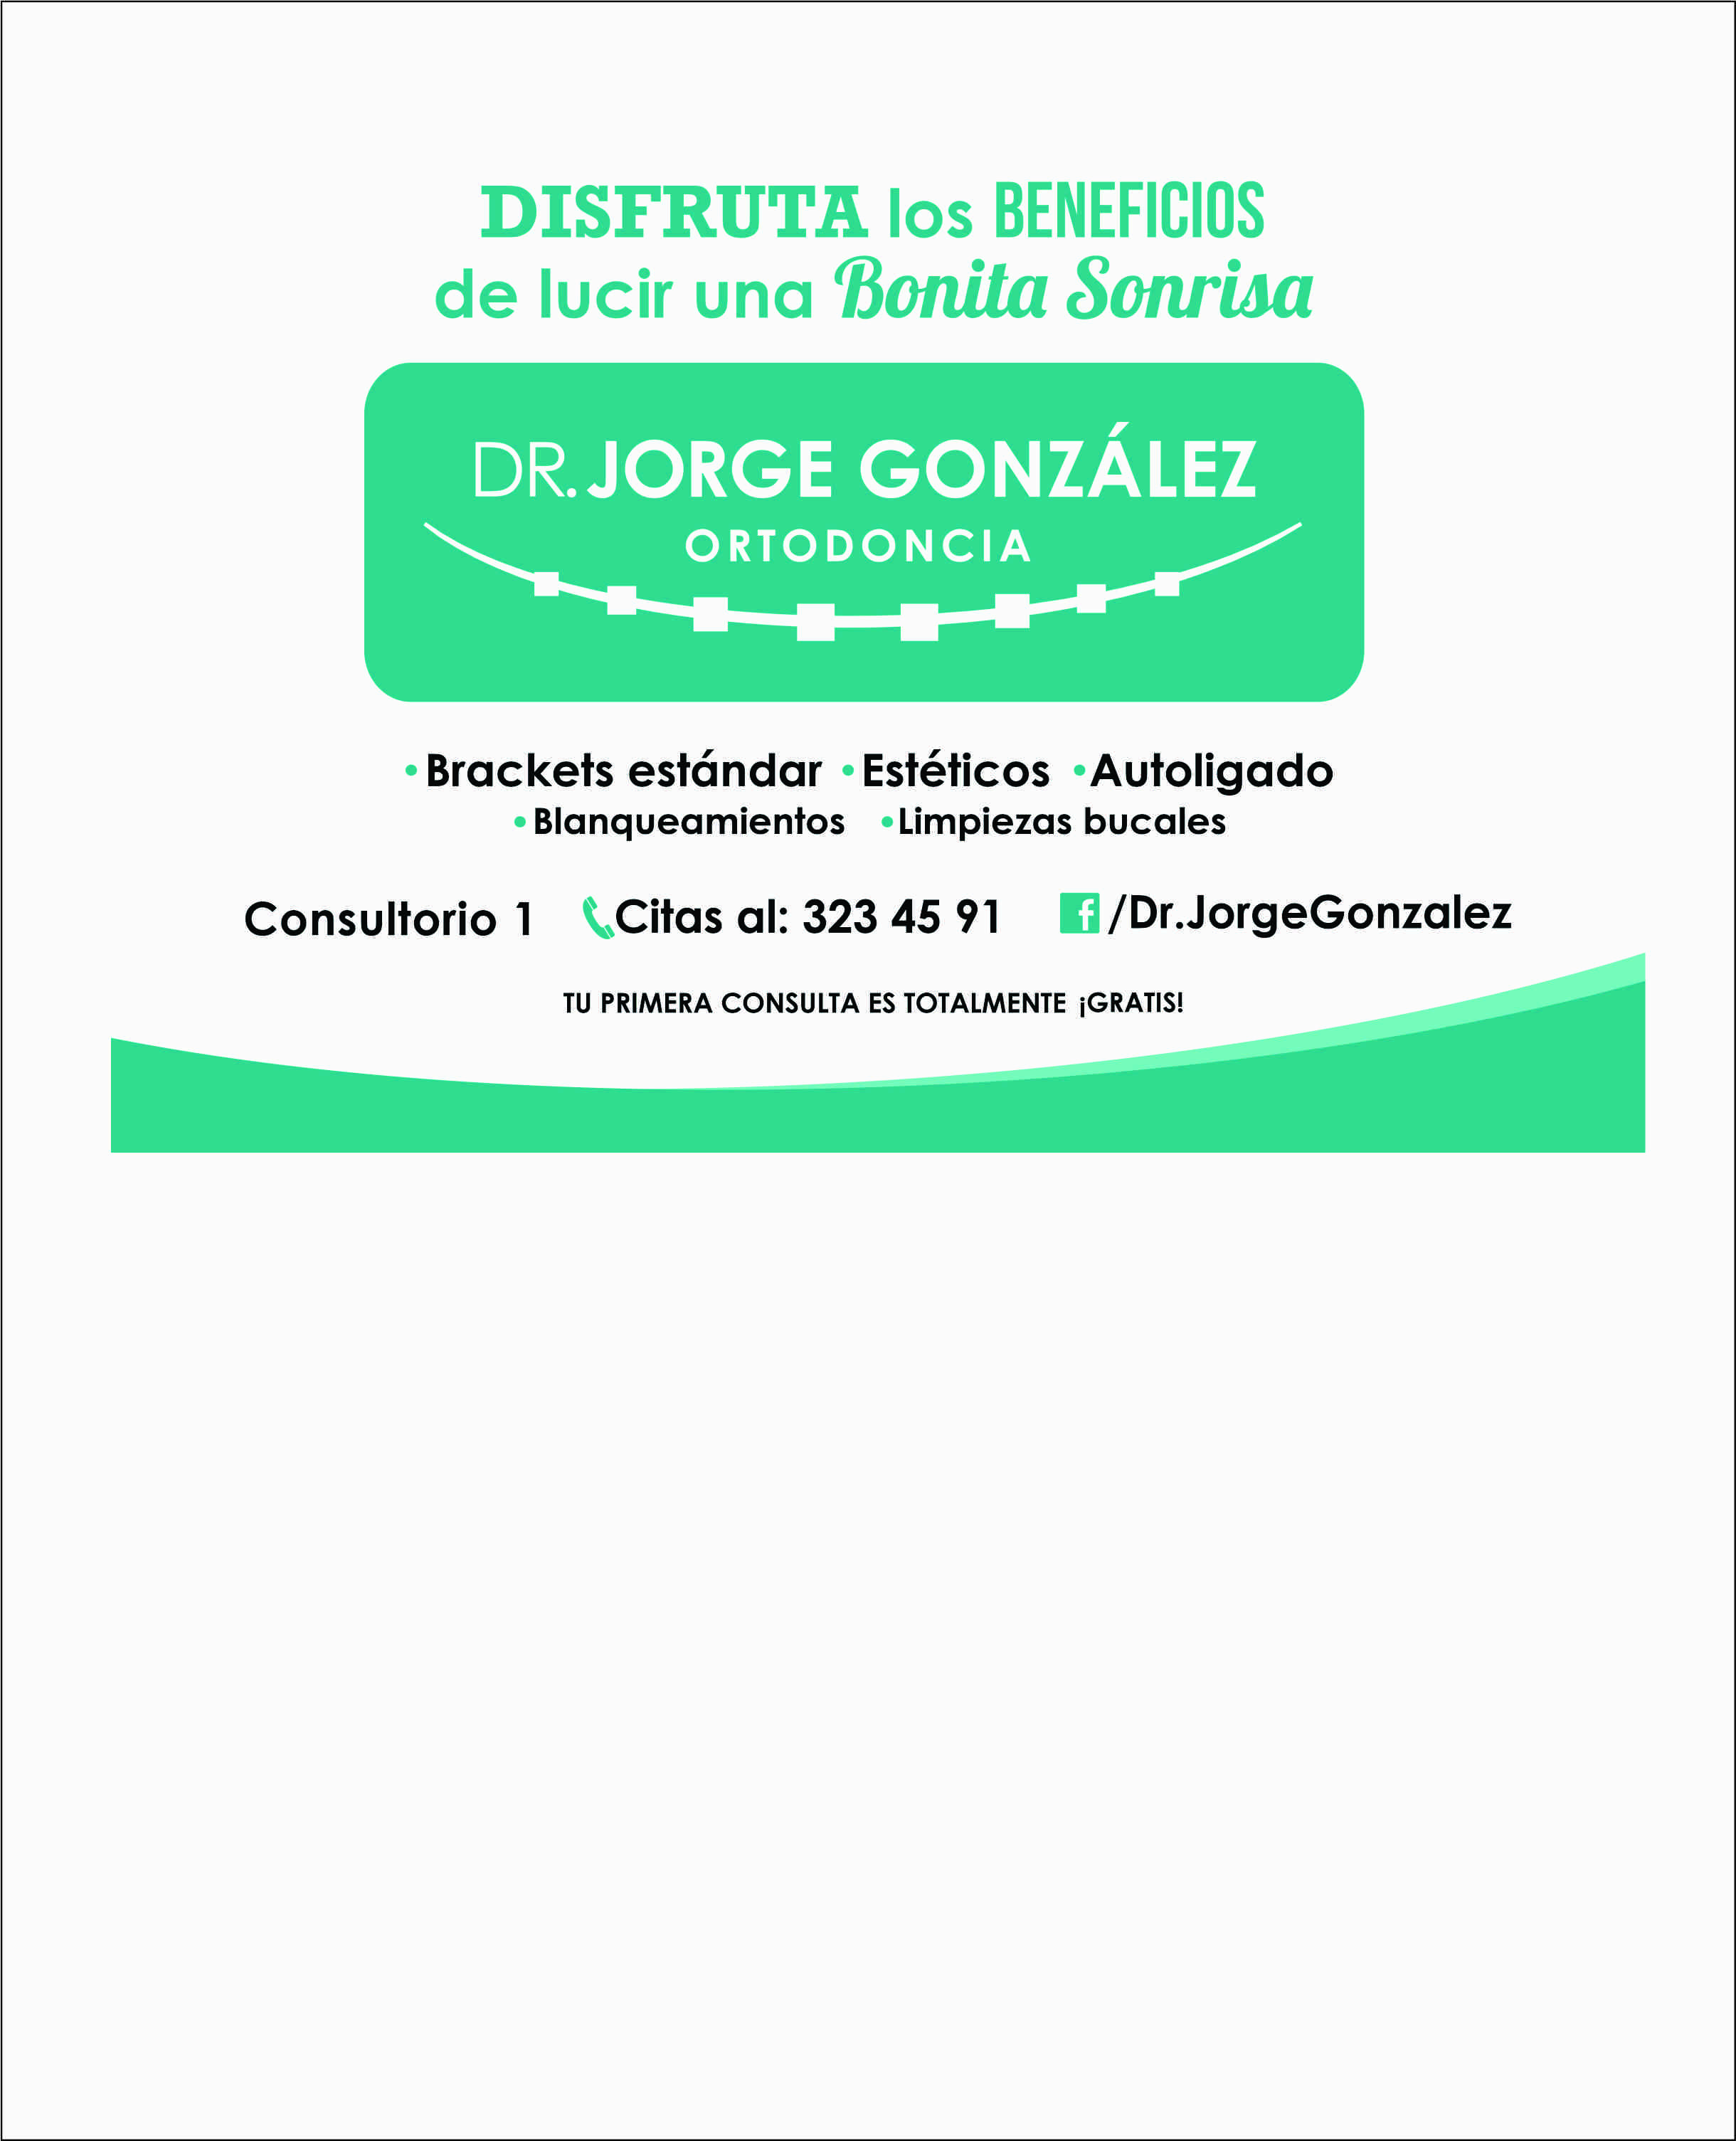 DISFRUTA los BENEFICIOS
de lucir una Bonita Sonrisa
DR.JORGE GONZÁLEZ
ORTODONCIA
•Brackets estándar •Estéticos •Autoligado
•Blanqueamientos •Limpiezas bucales
Consultorio 1 Citas al: 323 45 91 f /Dr.JorgeGonzalez
TU PRIMERA CONSULTA ES TOTALMENTE ¡GRATIS!